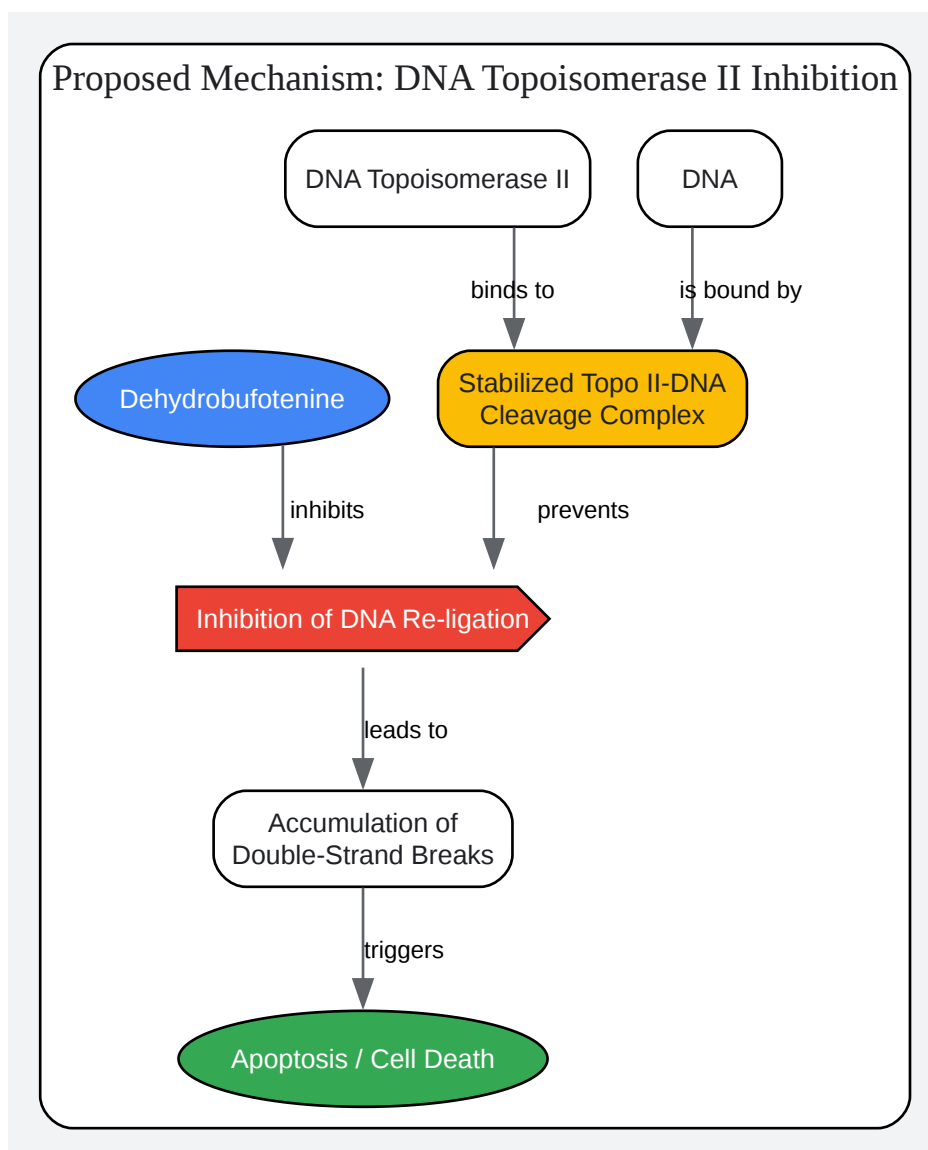 Proposed Mechanism: DNA Topoisomerase II Inhibition
DNA Topoisomerase II
DNA
binds to
is bound by
Dehydrobufotenine
Stabilized Topo II-DNA
Cleavage Complex
inhibits
prevents
Inhibition of DNA Re-ligation
leads to
Accumulation of
Double-Strand Breaks
triggers
Apoptosis / Cell Death